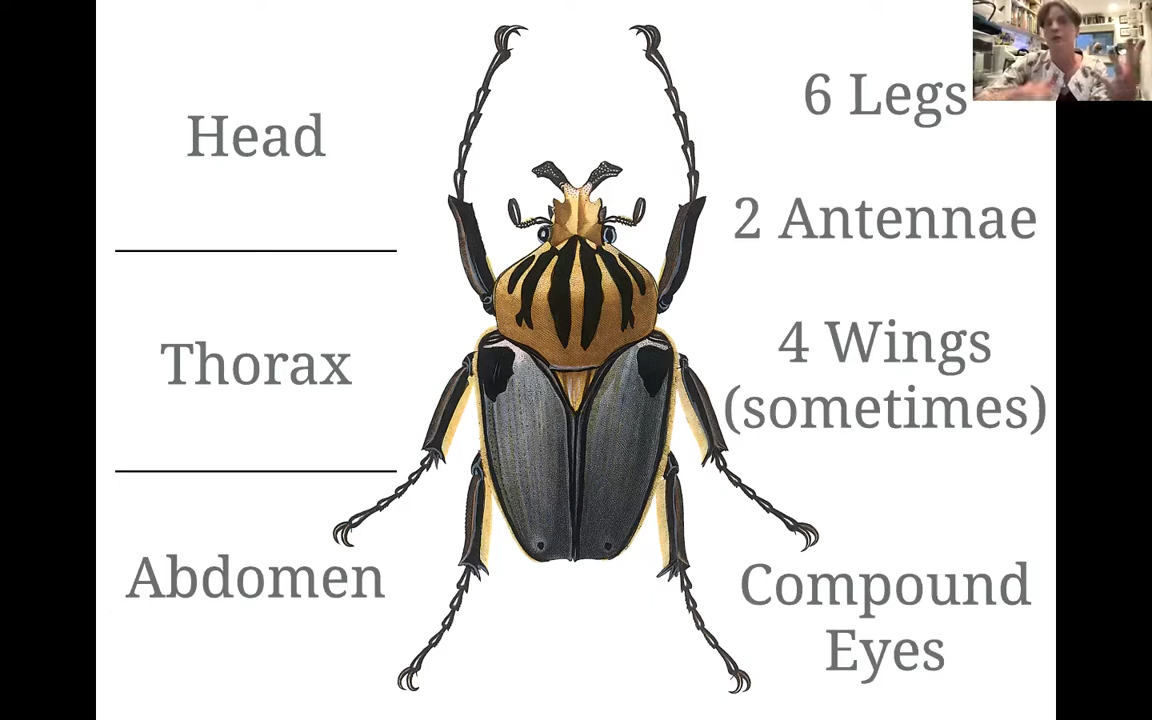 Head
Thorax
Abdomen
6 Legs
2 Antennae
4 Wings
(sometimes)
Compound
Eyes